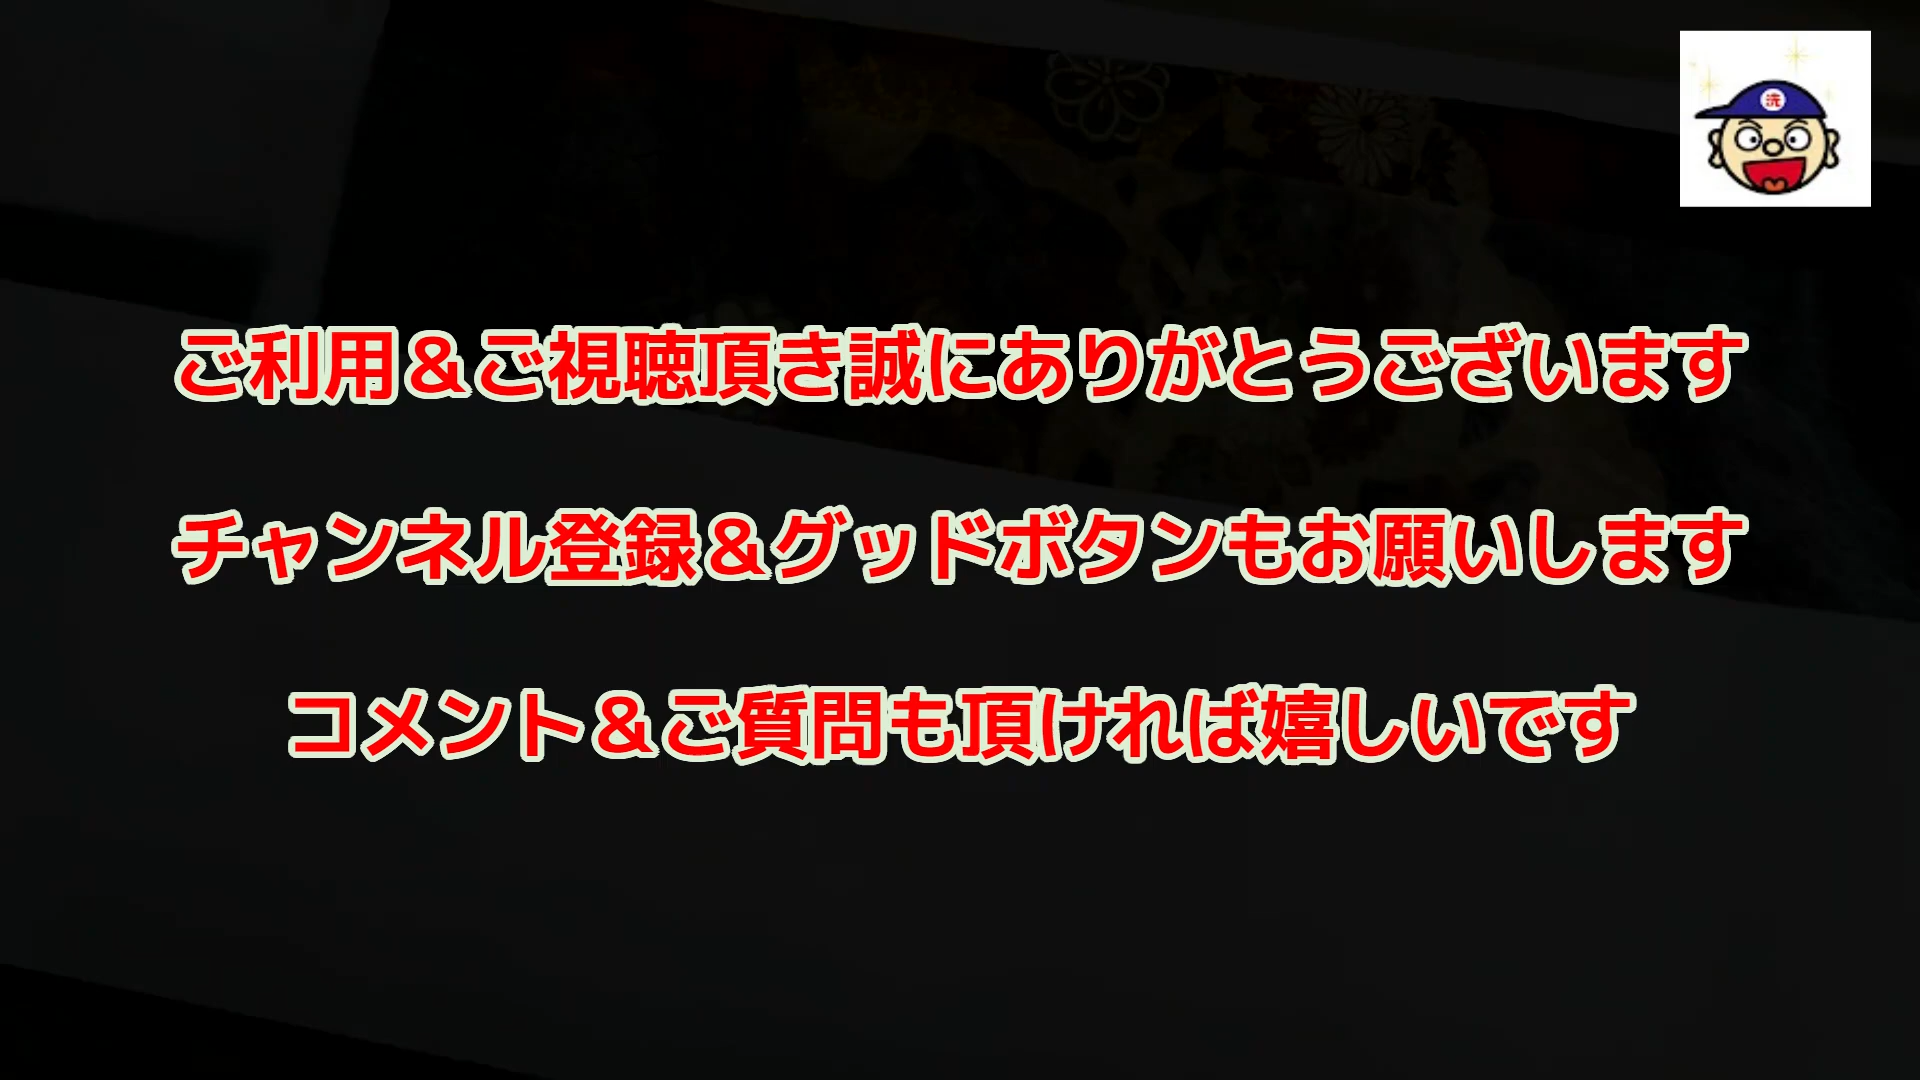 洗
ご利用＆ご視聴頂き誠にありがとうございます
チャンネル登録＆グッドボタンもお願いします
コメント＆ご質問も頂ければ嬉しいです